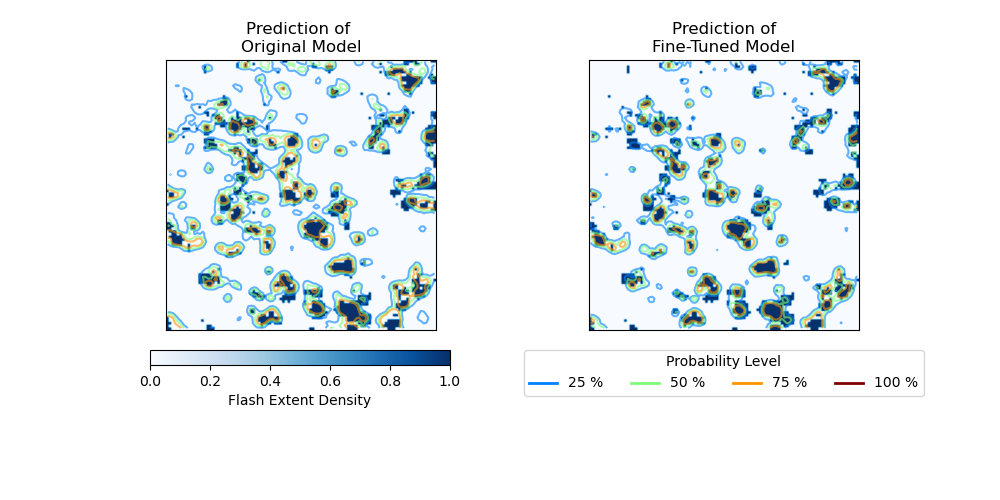 Prediction of
Original Model
Prediction of
Fine-Tuned Model
0.0 0.2 0.4 0.6 0.8 1.0
Flash Extent Density
Probability Level
25 % 50 % 75 % 100 %